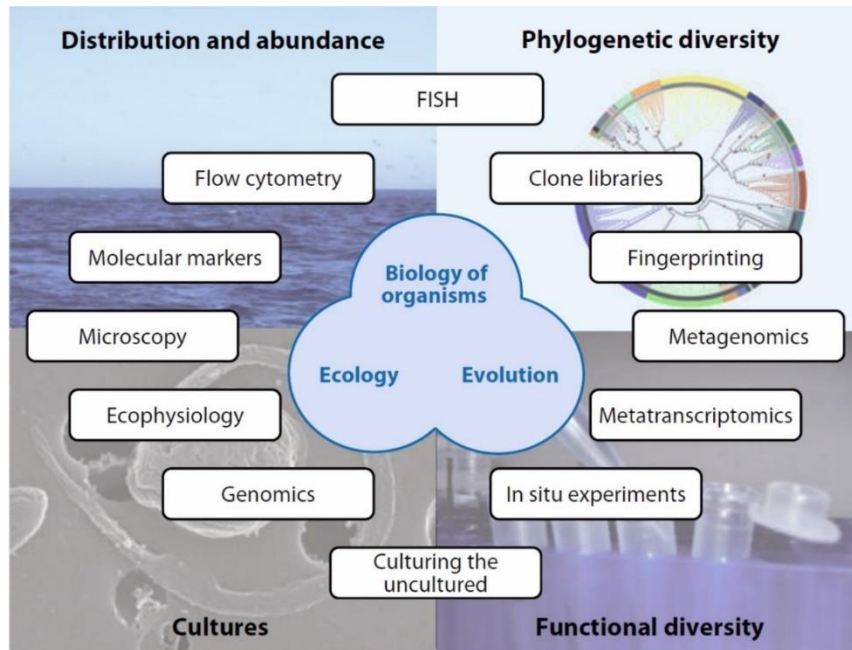 Distribution and abundance
Phylogenetic diversity
FISH
Flow cytometry
Clone libraries
Molecular markers
Fingerprinting
Biology of
organisms
Microscopy
Metagenomics
Ecology
Evolution
Ecophysiology
Metatranscriptomics
Genomics
In situ experiments
Culturing the
uncultured
Cultures
Functional diversity